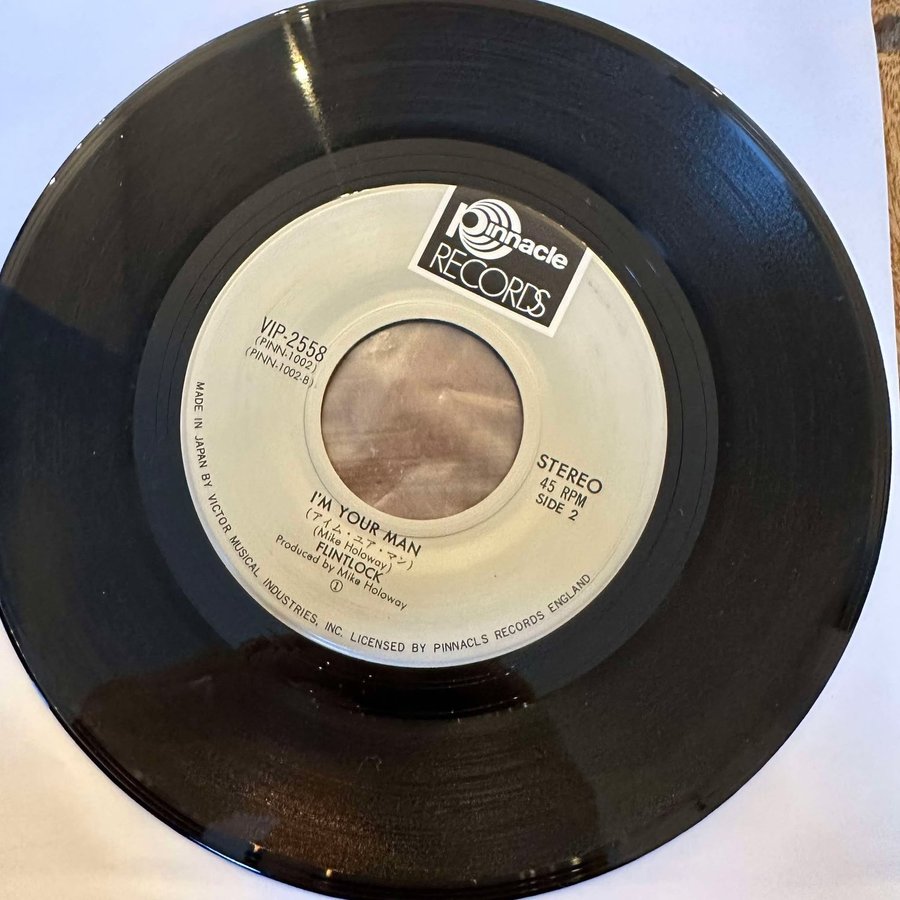 Pinnacle
RECORDS
VIP-2558
(PINN-1002)
(PINN-1002-B)
STEREO
45 RPM
SIDE 2
I'M YOUR MAN
(アイム・ユア・マン)
(Mike Holoway)
FLINTLOCK
Produced by Mike Holoway
①
MADE IN JAPAN BY VICTOR MUSICAL INDUSTRIES, INC. LICENSED BY PINNACLS RECORDS ENGLAND